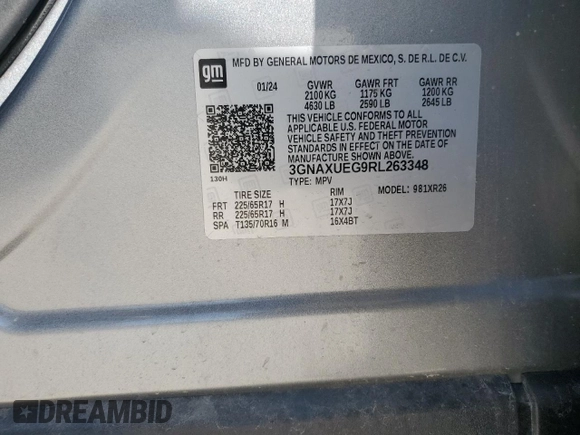 gm
MFD BY GENERAL MOTORS DE MEXICO, S. DE R.L. DE C.V.
01/24 GVWR GAWR FRT GAWR RR
2100 KG 1175 KG 1200 KG
4630 LB 2590 LB 2645 LB
THIS VEHICLE CONFORMS TO ALL
APPLICABLE U.S. FEDERAL MOTOR
VEHICLE SAFETY AND THEFT PREVENTION
STANDARDS IN EFFECT ON THE DATE OF
MANUFACTURE SHOWN ABOVE.
3GNAXUEG9RL263348
130H TYPE: MPV MODEL: 981XR26
TIRE SIZE RIM
FRT 225/65R17 H 17X7J
RR 225/65R17 H 17X7J
SPA T135/70R16 M 16X4BT
DREAMBID